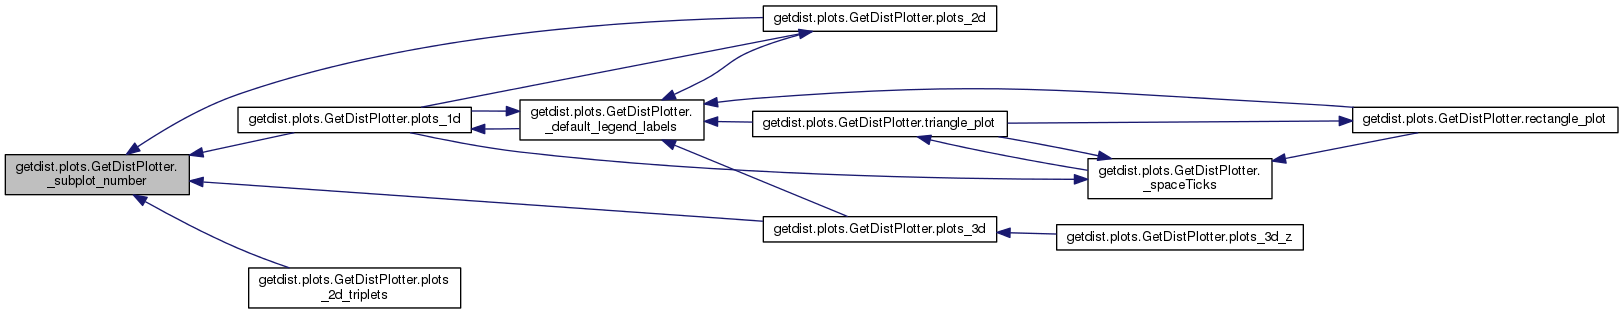 getdist.plots.GetDistPlotter.plots_2d
getdist.plots.GetDistPlotter.plots_1d
getdist.plots.GetDistPlotter.
_default_legend_labels
getdist.plots.GetDistPlotter.triangle_plot
getdist.plots.GetDistPlotter.rectangle_plot
getdist.plots.GetDistPlotter.
_subplot_number
getdist.plots.GetDistPlotter.
_spaceTicks
getdist.plots.GetDistPlotter.plots_3d
getdist.plots.GetDistPlotter.plots_3d_z
getdist.plots.GetDistPlotter.plots
_2d_triplets